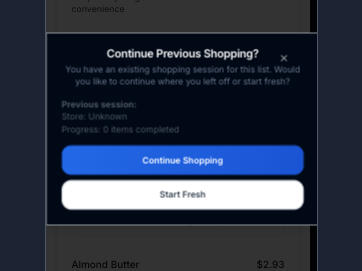 convenience
Continue Previous Shopping?
You have an existing shopping session for this list. Would
you like to continue where you left off or start fresh?
Previous session:
Store: Unknown
Progress: 0 items completed
Continue Shopping
Start Fresh
Almond Butter $2.93